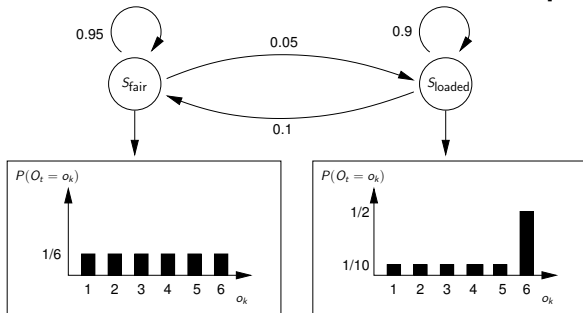 0.95
0.05
0.9
S_fair
S_loaded
0.1
P(O_t = o_k)
1/6
1 2 3 4 5 6
o_k
P(O_t = o_k)
1/2
1/10
1 2 3 4 5 6
o_k